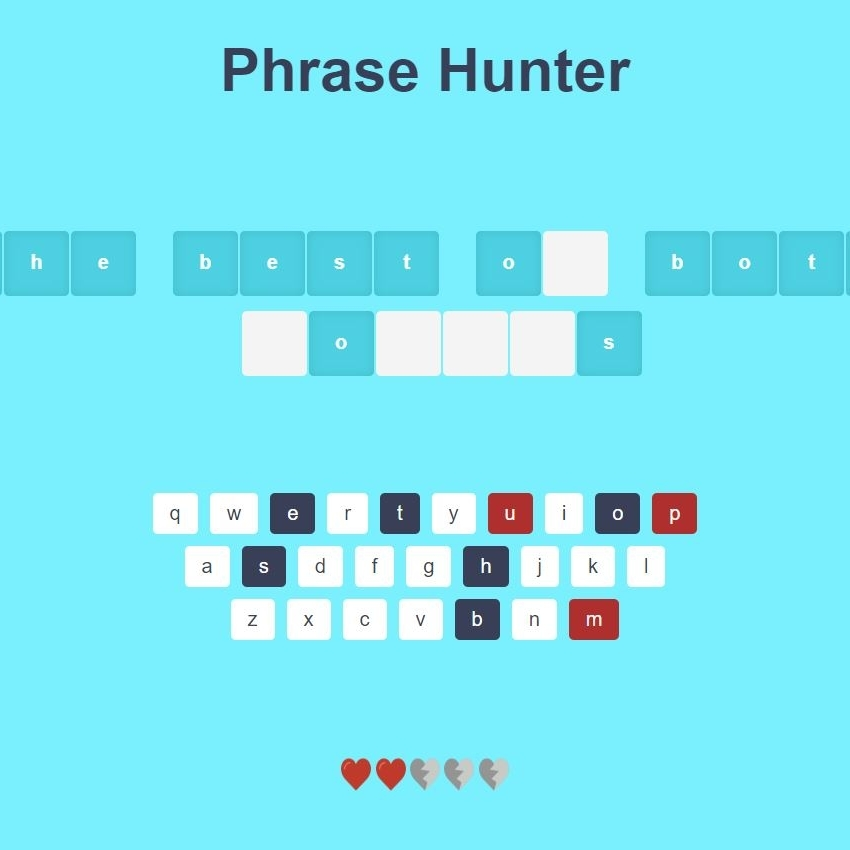 Phrase Hunter
h e b e s t o b o t
o s
q w e r t y u i o p
a s d f g h j k l
z x c v b n m